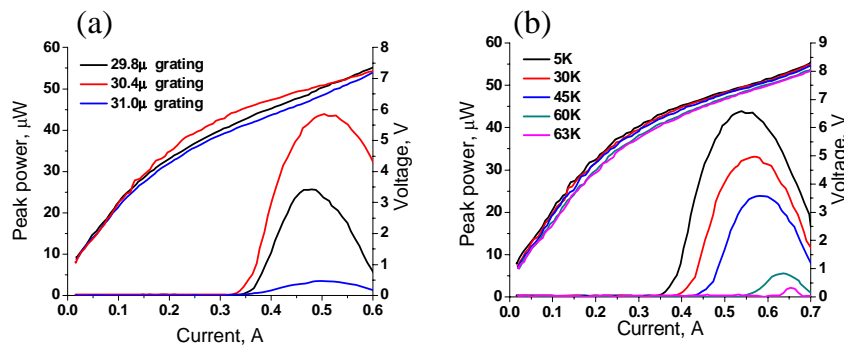 (a)
29.8μ grating
30.4μ grating
31.0μ grating
Peak power, μW
60
50
40
30
20
10
0
0.0 0.1 0.2 0.3 0.4 0.5 0.6
Current, A
8
7
6
5
4
3
2
1
0
Voltage, V
(b)
5K
30K
45K
60K
63K
Peak power, μW
60
50
40
30
20
10
0
0.0 0.1 0.2 0.3 0.4 0.5 0.6 0.7
Current, A
9
8
7
6
5
4
3
2
1
0
Voltage, V